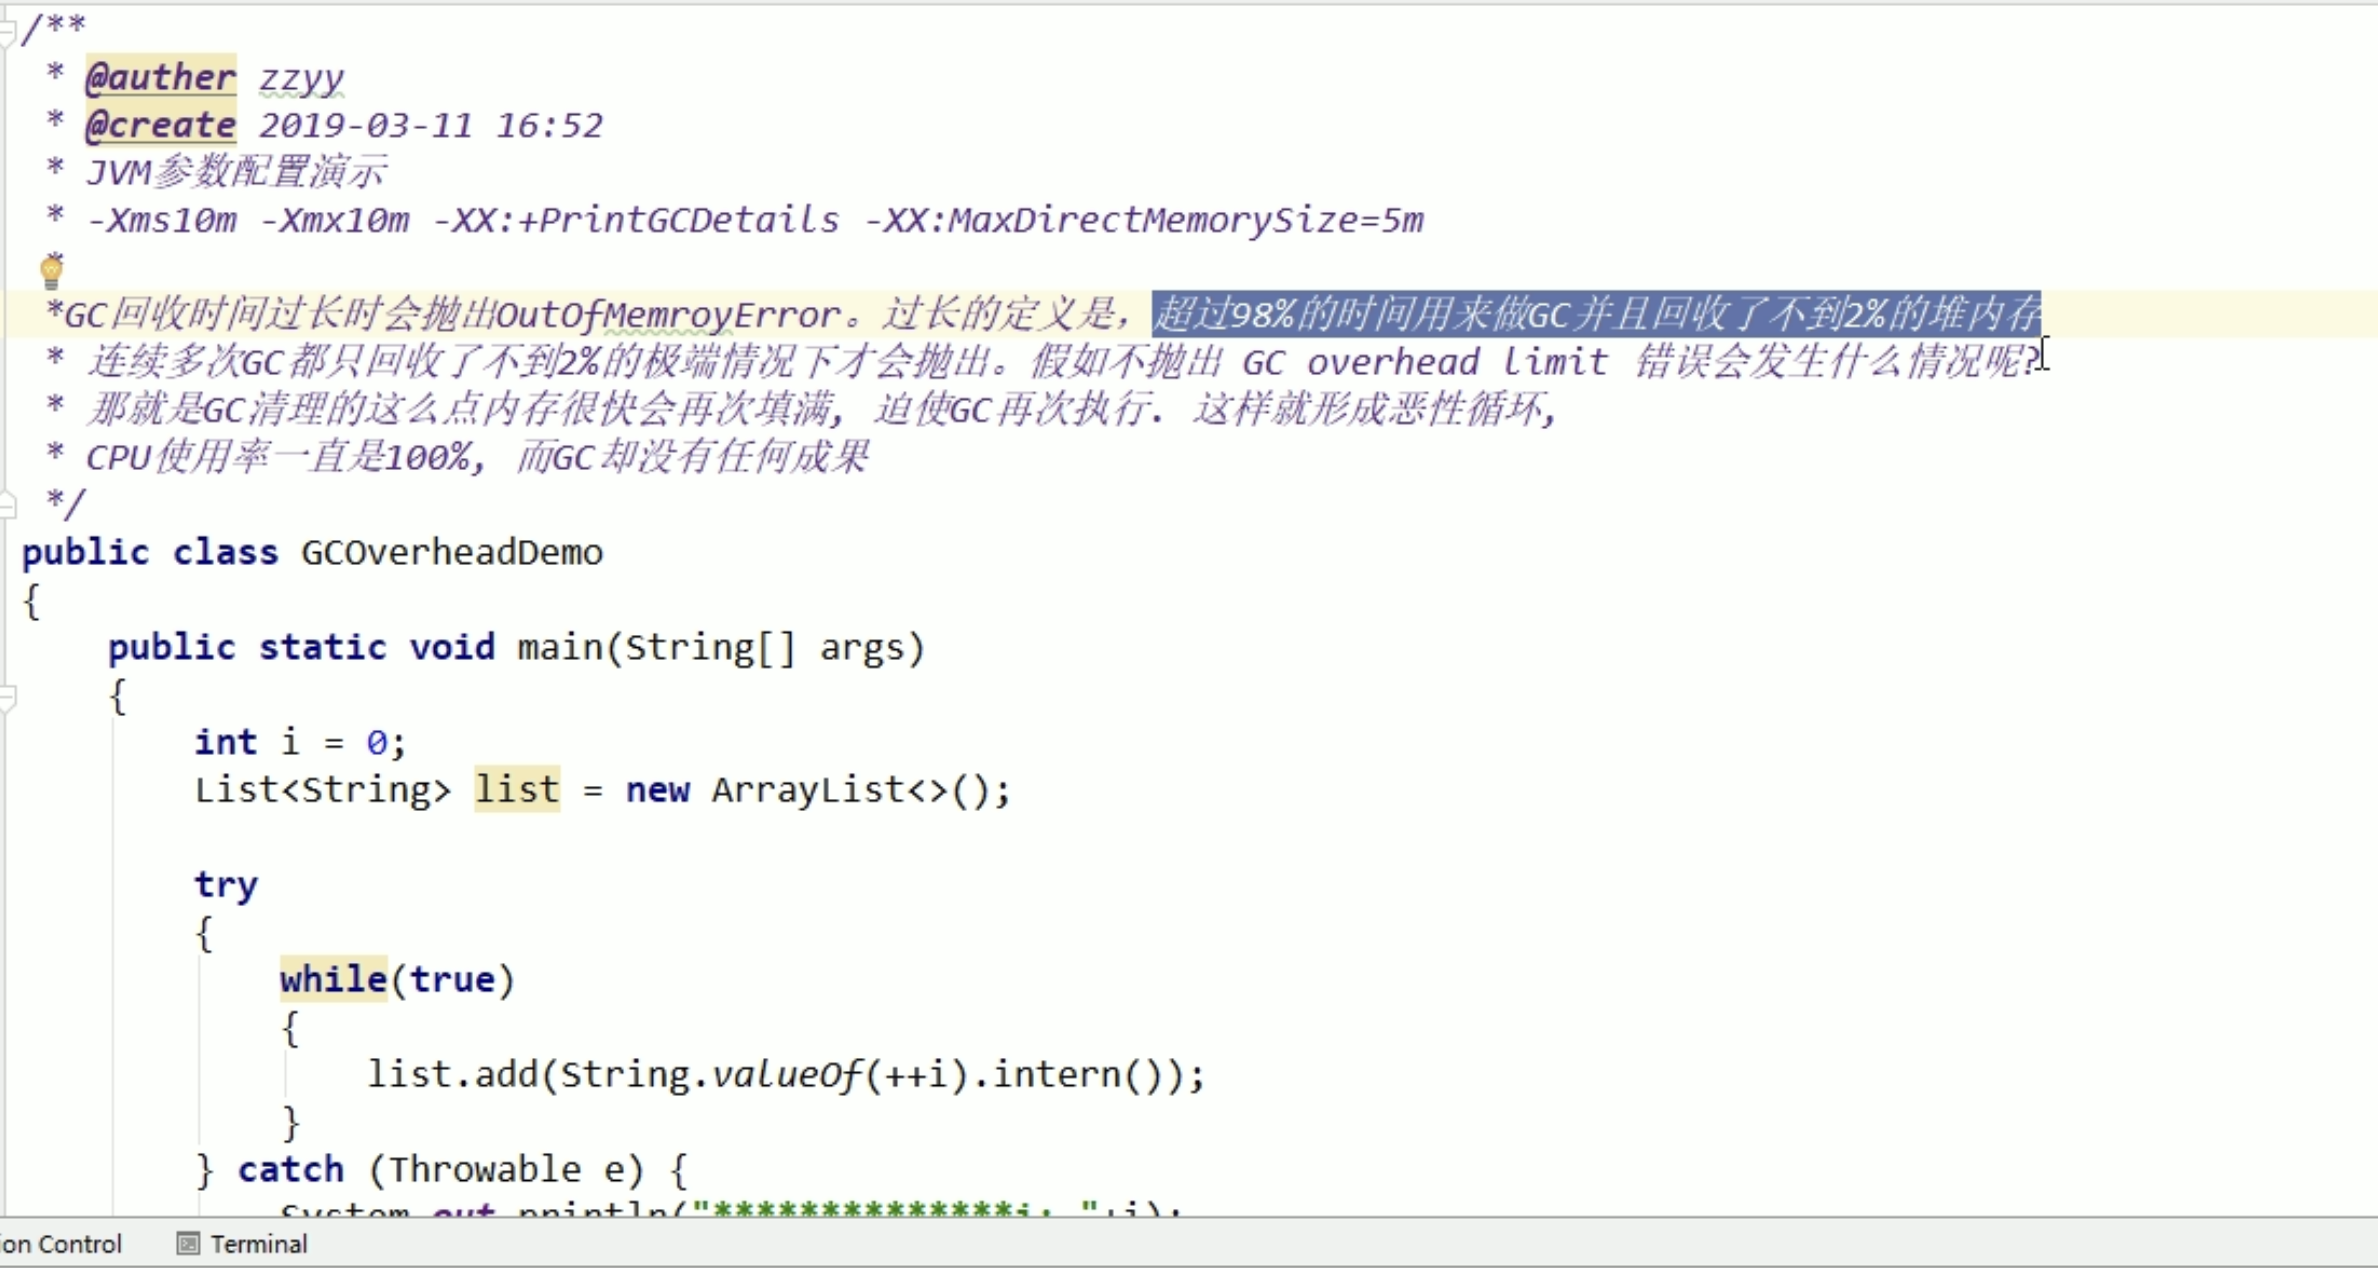 /**
* @auther zzyy
* @create 2019-03-11 16:52
* JVM参数配置演示
* -Xms10m -Xmx10m -XX:+PrintGCDetails -XX:MaxDirectMemorySize=5m
*
*GC回收时间过长时会抛出OutOfMemroyError。过长的定义是，超过98%的时间用来做GC并且回收了不到2%的堆内存
* 连续多次GC都只回收了不到2%的极端情况下才会抛出。假如不抛出 GC overhead limit 错误会发生什么情况呢?
* 那就是GC清理的这么点内存很快会再次填满, 迫使GC再次执行. 这样就形成恶性循环,
* CPU使用率一直是100%, 而GC却没有任何成果
*/
public class GCOverheadDemo
{
public static void main(String[] args)
{
int i = 0;
List<String> list = new ArrayList<>();
try
{
while(true)
{
list.add(String.valueOf(++i).intern());
}
} catch (Throwable e) {
System.out.println("**************i: "+i);
ion Control Terminal